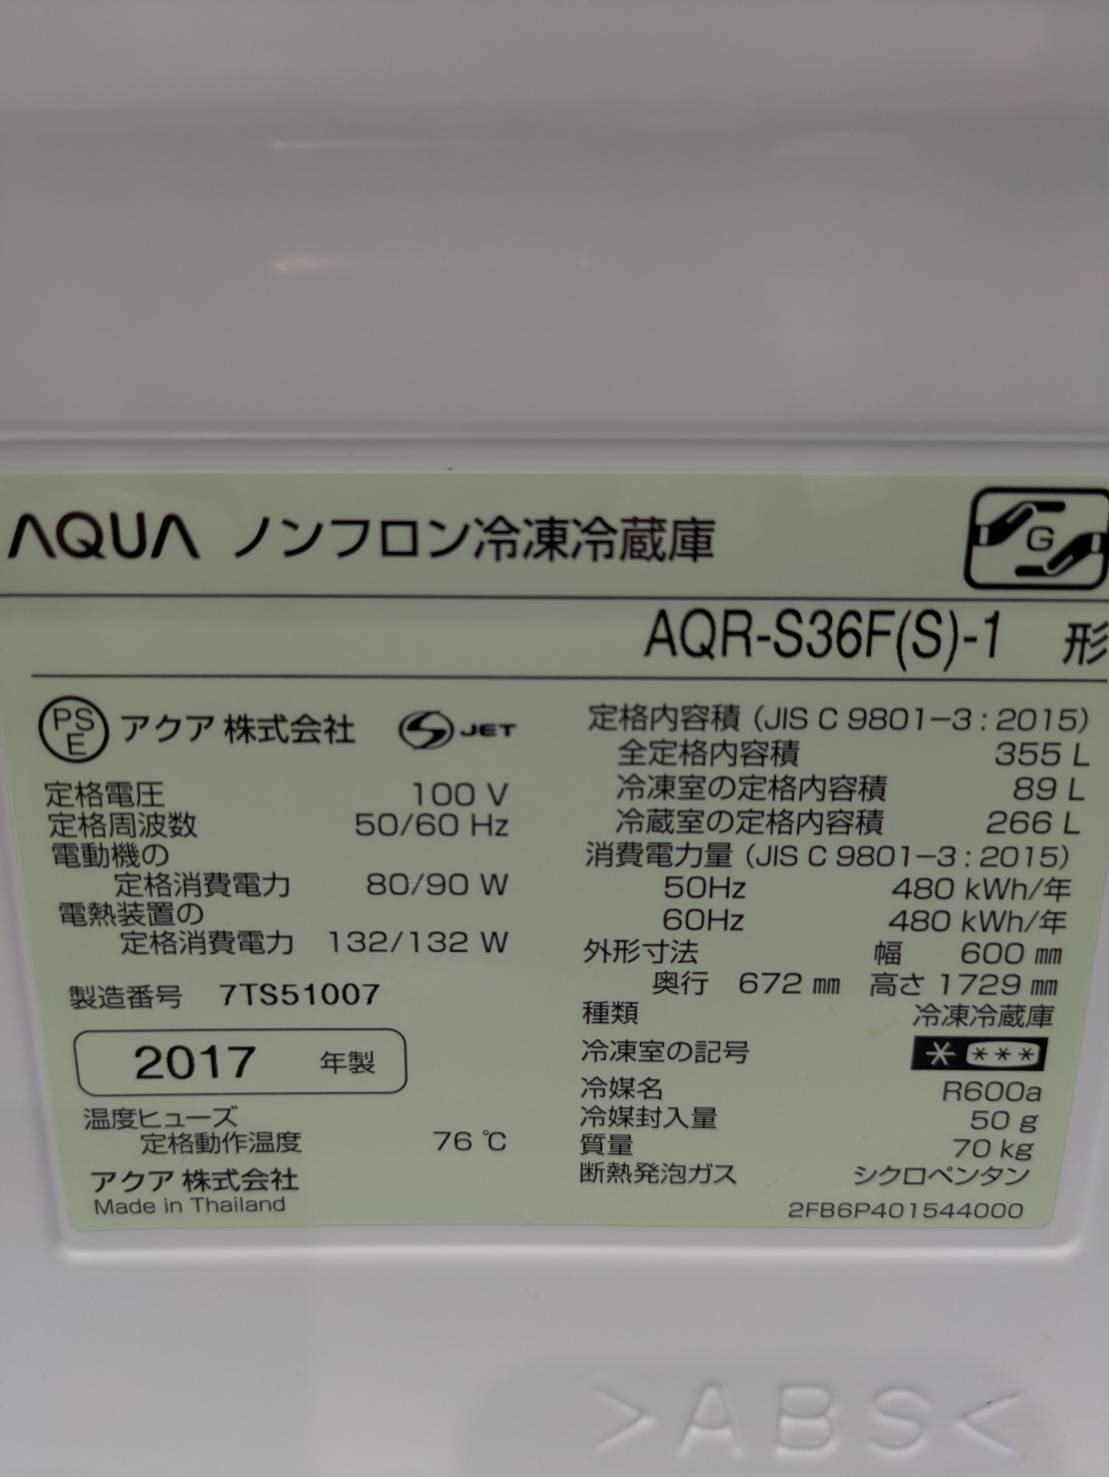 AQUA ノンフロン冷凍冷蔵庫
G
AQR-S36F(S)-1 形
PSE アクア 株式会社 S JET
定格電圧 100 V
定格周波数 50/60 Hz
電動機の
定格消費電力 80/90 W
電熱装置の
定格消費電力 132/132 W
製造番号 7TS51007
2017 年製
温度ヒューズ
定格動作温度 76 ℃
アクア 株式会社
Made in Thailand
定格内容積 (JIS C 9801-3 : 2015)
全定格内容積 355 L
冷凍室の定格内容積 89 L
冷蔵室の定格内容積 266 L
消費電力量 (JIS C 9801-3 : 2015)
50Hz 480 kWh/年
60Hz 480 kWh/年
外形寸法 幅 600 ㎜
奥行 672 ㎜ 高さ 1729 ㎜
種類 冷凍冷蔵庫
冷凍室の記号 * ***
冷媒名 R600a
冷媒封入量 50 g
質量 70 kg
断熱発泡ガス シクロペンタン
2FB6P401544000
>ABS<